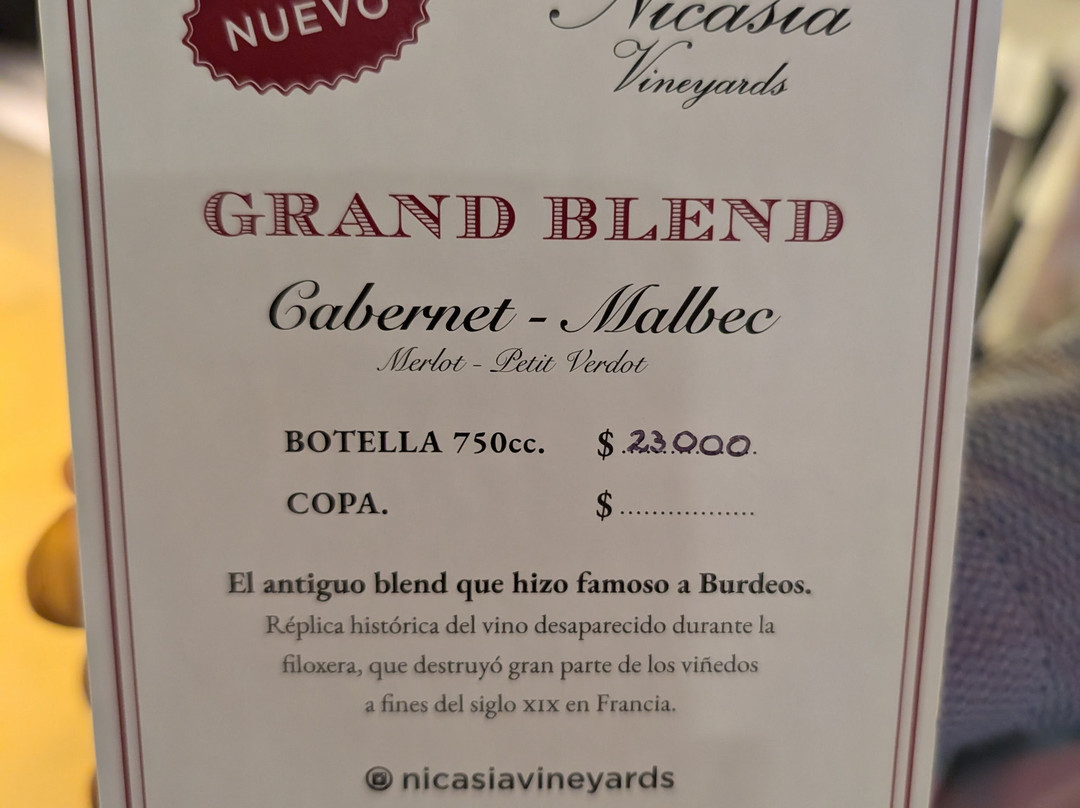 NUEVO
Nicasia
Vineyards
GRAND BLEND
Cabernet - Malbec
Merlot - Petit Verdot
BOTELLA 750cc. $ 23.000.
COPA. $ .................
El antiguo blend que hizo famoso a Burdeos.
Réplica histórica del vino desaparecido durante la
filoxera, que destruyó gran parte de los viñedos
a fines del siglo XIX en Francia.
nicasiavineyards